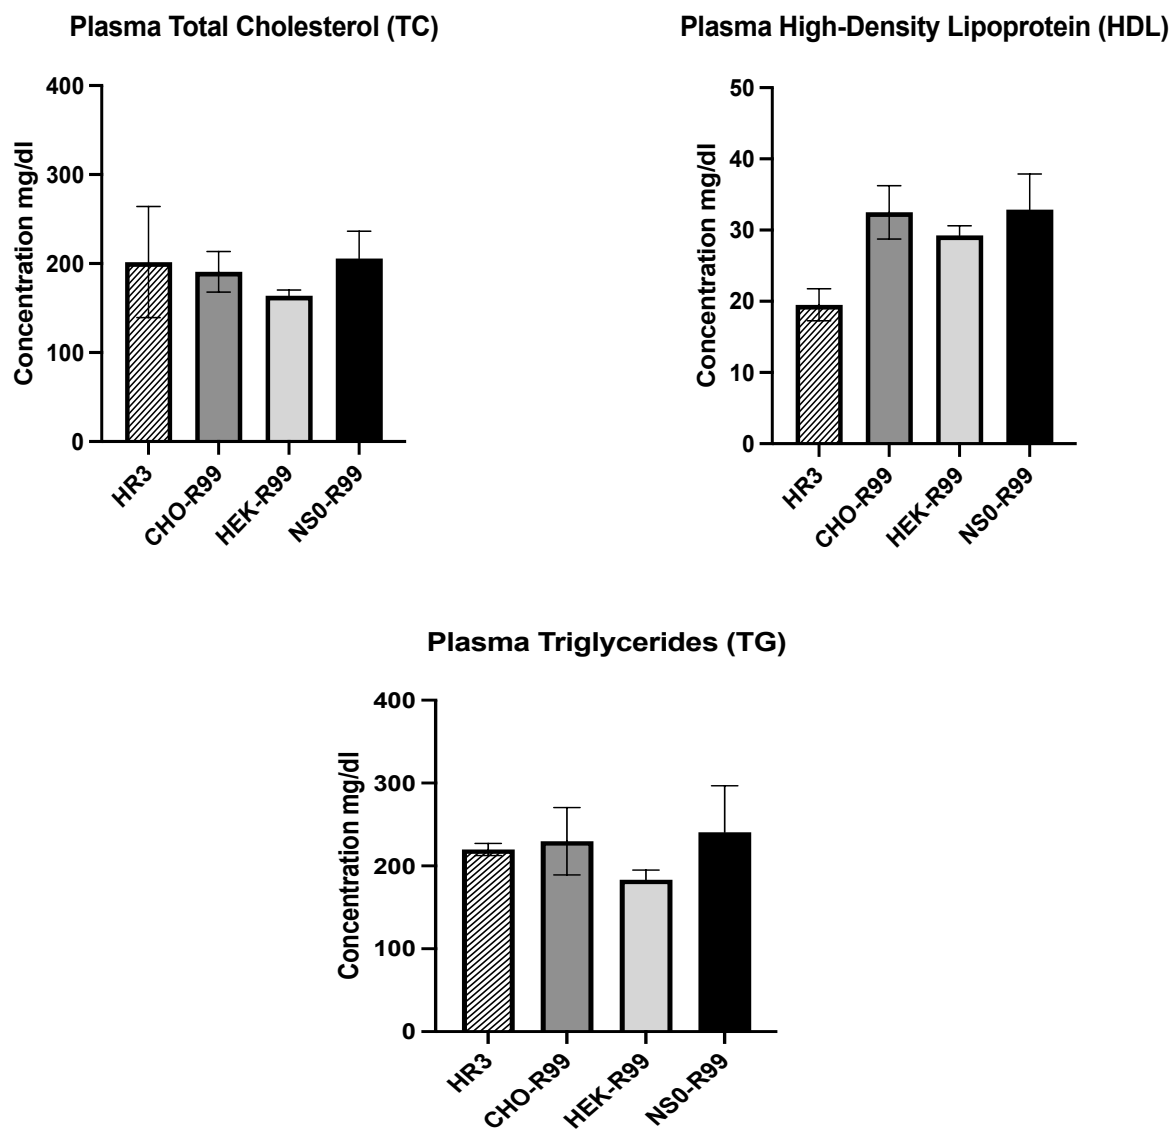 Plasma Total Cholesterol (TC)
Concentration mg/dl
400
300
200
100
0
HR3
CHO-R99
HEK-R99
NS0-R99
Plasma High-Density Lipoprotein (HDL)
Concentration mg/dl
50
40
30
20
10
0
HR3
CHO-R99
HEK-R99
NS0-R99
Plasma Triglycerides (TG)
Concentration mg/dl
400
300
200
100
0
HR3
CHO-R99
HEK-R99
NS0-R99